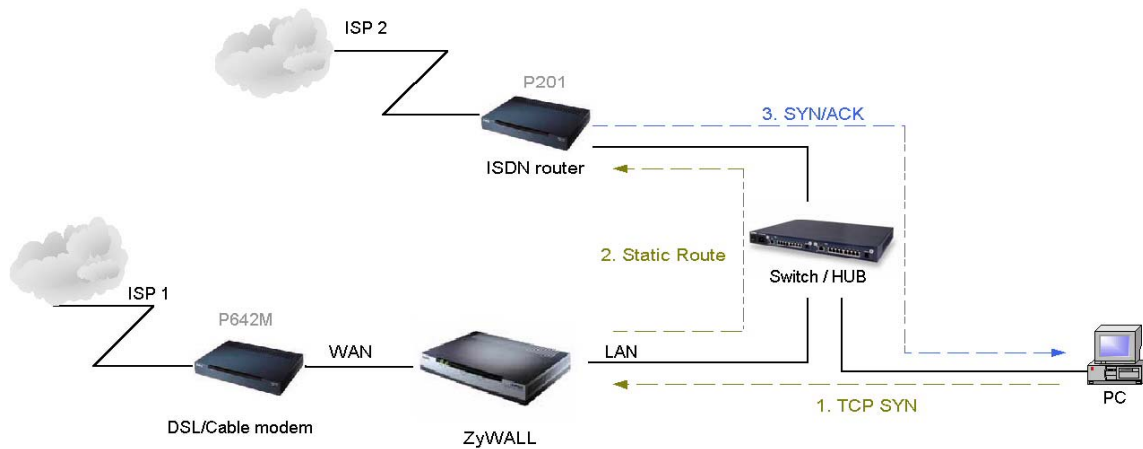 ISP 2
P201
3. SYN/ACK
ISDN router
2. Static Route
Switch / HUB
ISP 1
P642M
WAN
LAN
1. TCP SYN
PC
DSL/Cable modem
ZyWALL